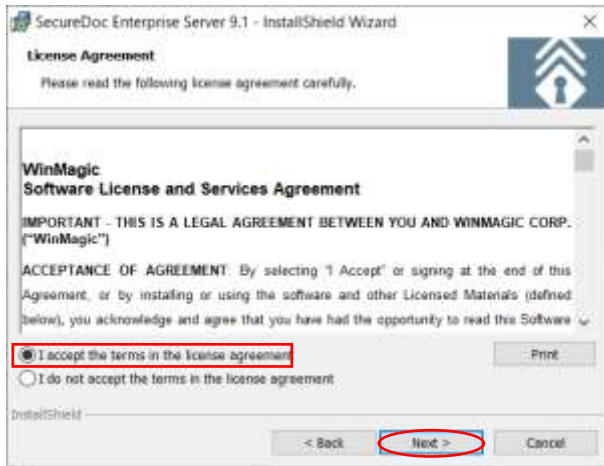 SecureDoc Enterprise Server 9.1 - InstallShield Wizard
License Agreement
Please read the following license agreement carefully.
WinMagic
Software License and Services Agreement
IMPORTANT - THIS IS A LEGAL AGREEMENT BETWEEN YOU AND WINMAGIC CORP.
("WinMagic")
ACCEPTANCE OF AGREEMENT: By selecting 'I Accept' or signing at the end of this
Agreement, or by installing or using the software and other Licensed Materials (defined
below), you acknowledge and agree that you have had the opportunity to read this Software
I accept the terms in the license agreement
Print
I do not accept the terms in the license agreement
InstallShield
< Back
Next >
Cancel